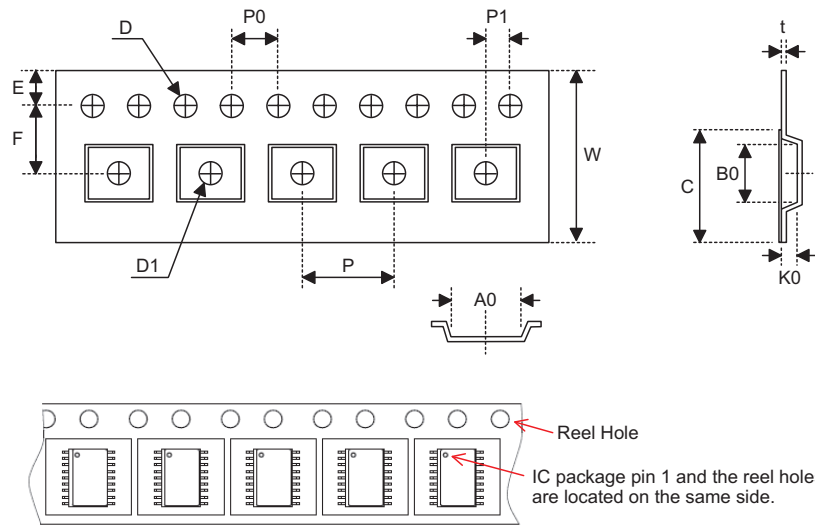 D
P0
P1
t
E
F
W
C
B0
D1
P
K0
A0
Reel Hole
IC package pin 1 and the reel hole
are located on the same side.